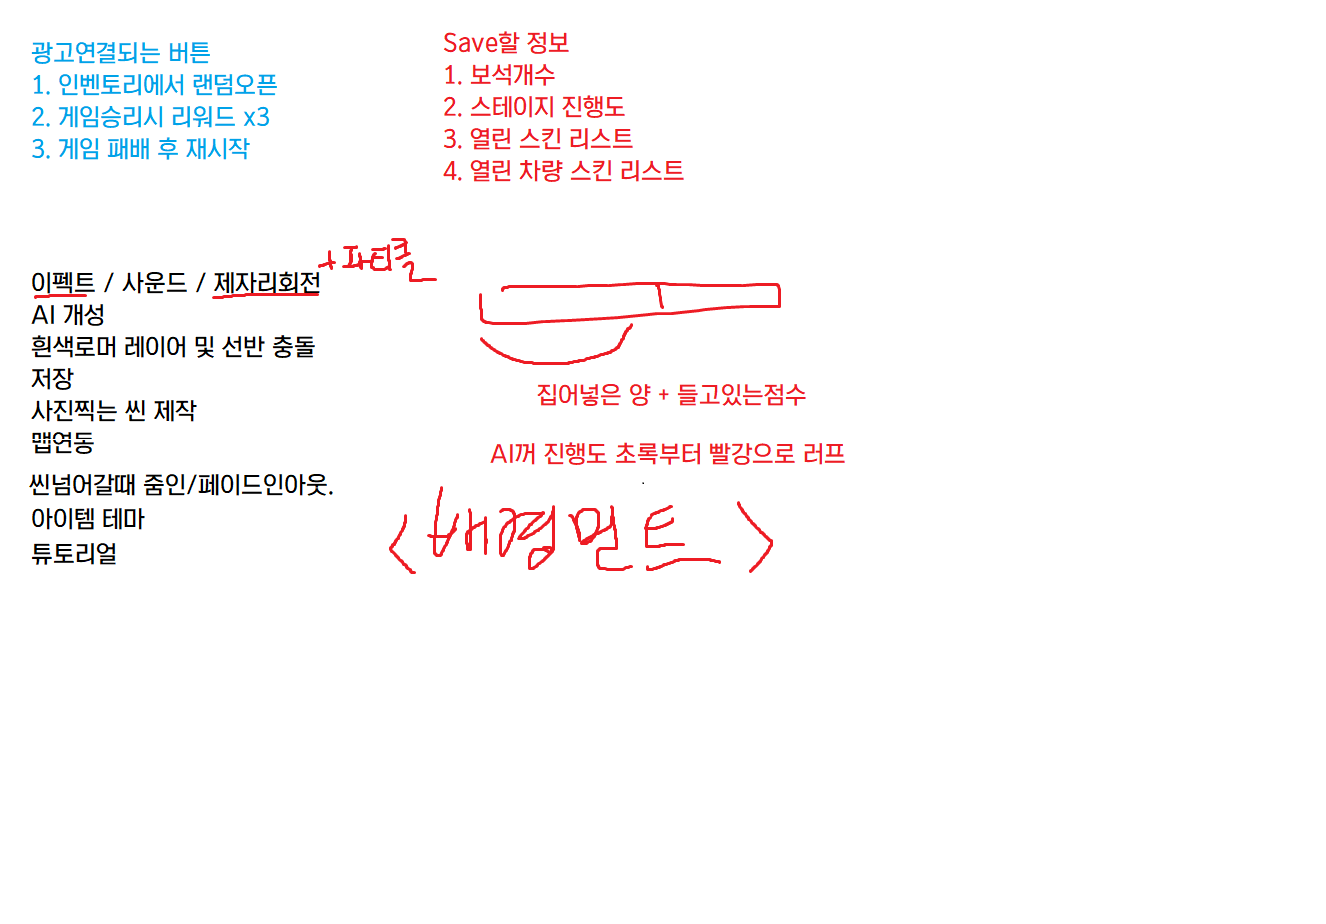 광고연결되는 버튼
1. 인벤토리에서 랜덤오픈
2. 게임승리시 리워드 x3
3. 게임 패배 후 재시작
Save할 정보
1. 보석개수
2. 스테이지 진행도
3. 열린 스킨 리스트
4. 열린 차량 스킨 리스트
+파티클
이펙트 / 사운드 / 제자리회전
AI 개성
흰색로머 레이어 및 선반 충돌
저장
사진찍는 씬 제작
맵연동
씬넘어갈때 줌인/페이드인아웃.
아이템 테마
튜토리얼
집어넣은 양 + 들고있는점수
AI꺼 진행도 초록부터 빨강으로 러프
<배경먼트>